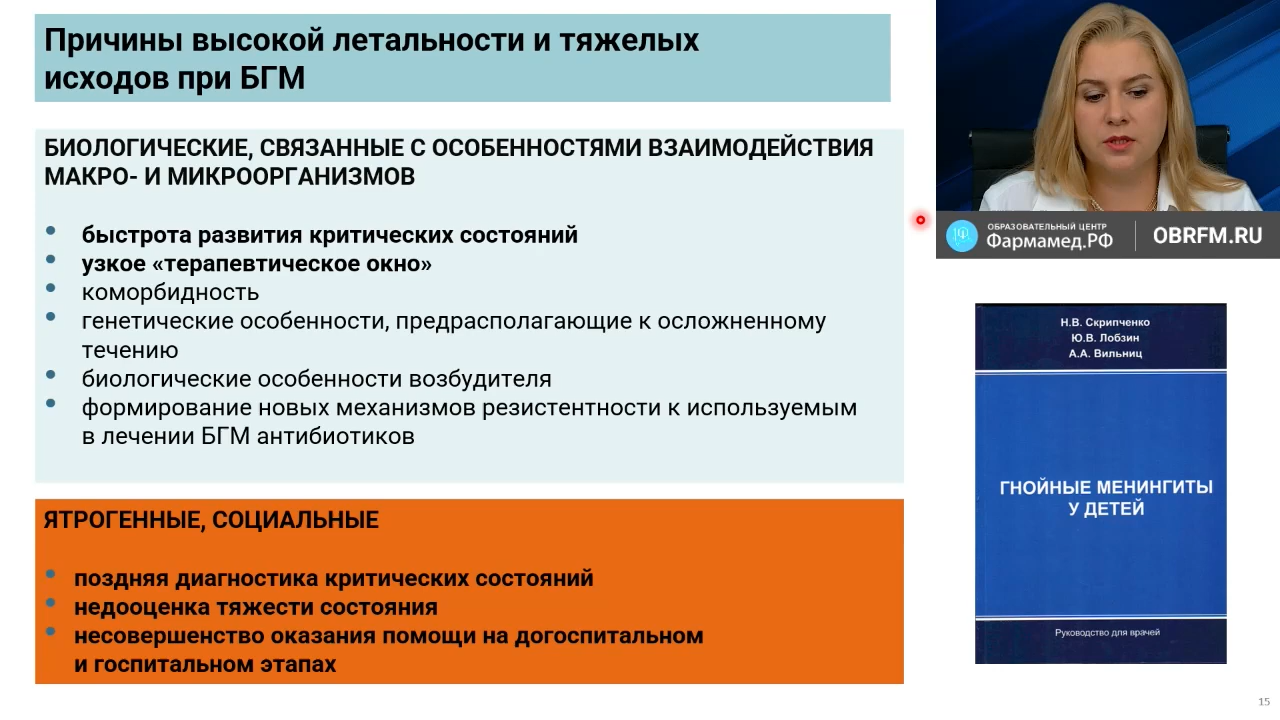 Причины высокой летальности и тяжелых
исходов при БГМ
БИОЛОГИЧЕСКИЕ, СВЯЗАННЫЕ С ОСОБЕННОСТЯМИ ВЗАИМОДЕЙСТВИЯ
МАКРО- И МИКРООРГАНИЗМОВ
• быстрота развития критических состояний
• узкое «терапевтическое окно»
• коморбидность
• генетические особенности, предрасполагающие к осложненному
течению
• биологические особенности возбудителя
• формирование новых механизмов резистентности к используемым
в лечении БГМ антибиотиков
ЯТРОГЕННЫЕ, СОЦИАЛЬНЫЕ
• поздняя диагностика критических состояний
• недооценка тяжести состояния
• несовершенство оказания помощи на догоспитальном
и госпитальном этапах
ОБРАЗОВАТЕЛЬНЫЙ ЦЕНТР
Фармамед.РФ
OBRFM.RU
Н.В. Скрипченко
Ю.В. Лобзин
А.А. Вильниц
ГНОЙНЫЕ МЕНИНГИТЫ
У ДЕТЕЙ
Руководство для врачей
15